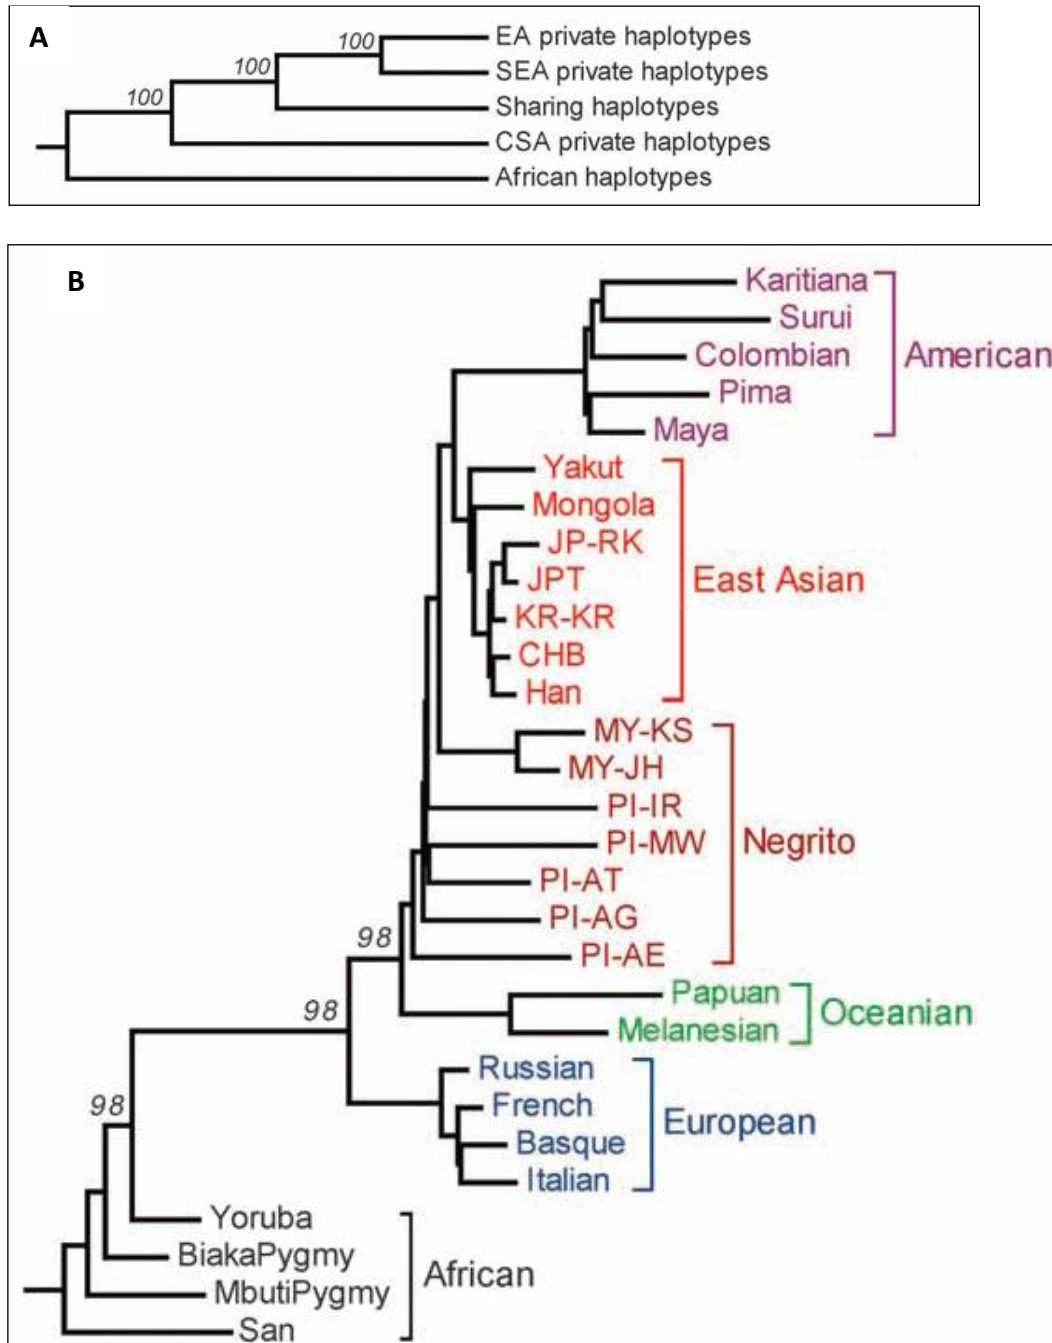 A
100
100
100
EA private haplotypes
SEA private haplotypes
Sharing haplotypes
CSA private haplotypes
African haplotypes
B
Karitiana
Surui
Colombian
American
Pima
Maya
Yakut
Mongola
JP-RK
JPT
East Asian
KR-KR
CHB
Han
MY-KS
MY-JH
PI-IR
PI-MW
Negrito
PI-AT
PI-AG
98
PI-AE
Papuan
98
Oceanian
Melanesian
Russian
French
98
European
Basque
Italian
Yoruba
BiakaPygmy
African
MbutiPygmy
San